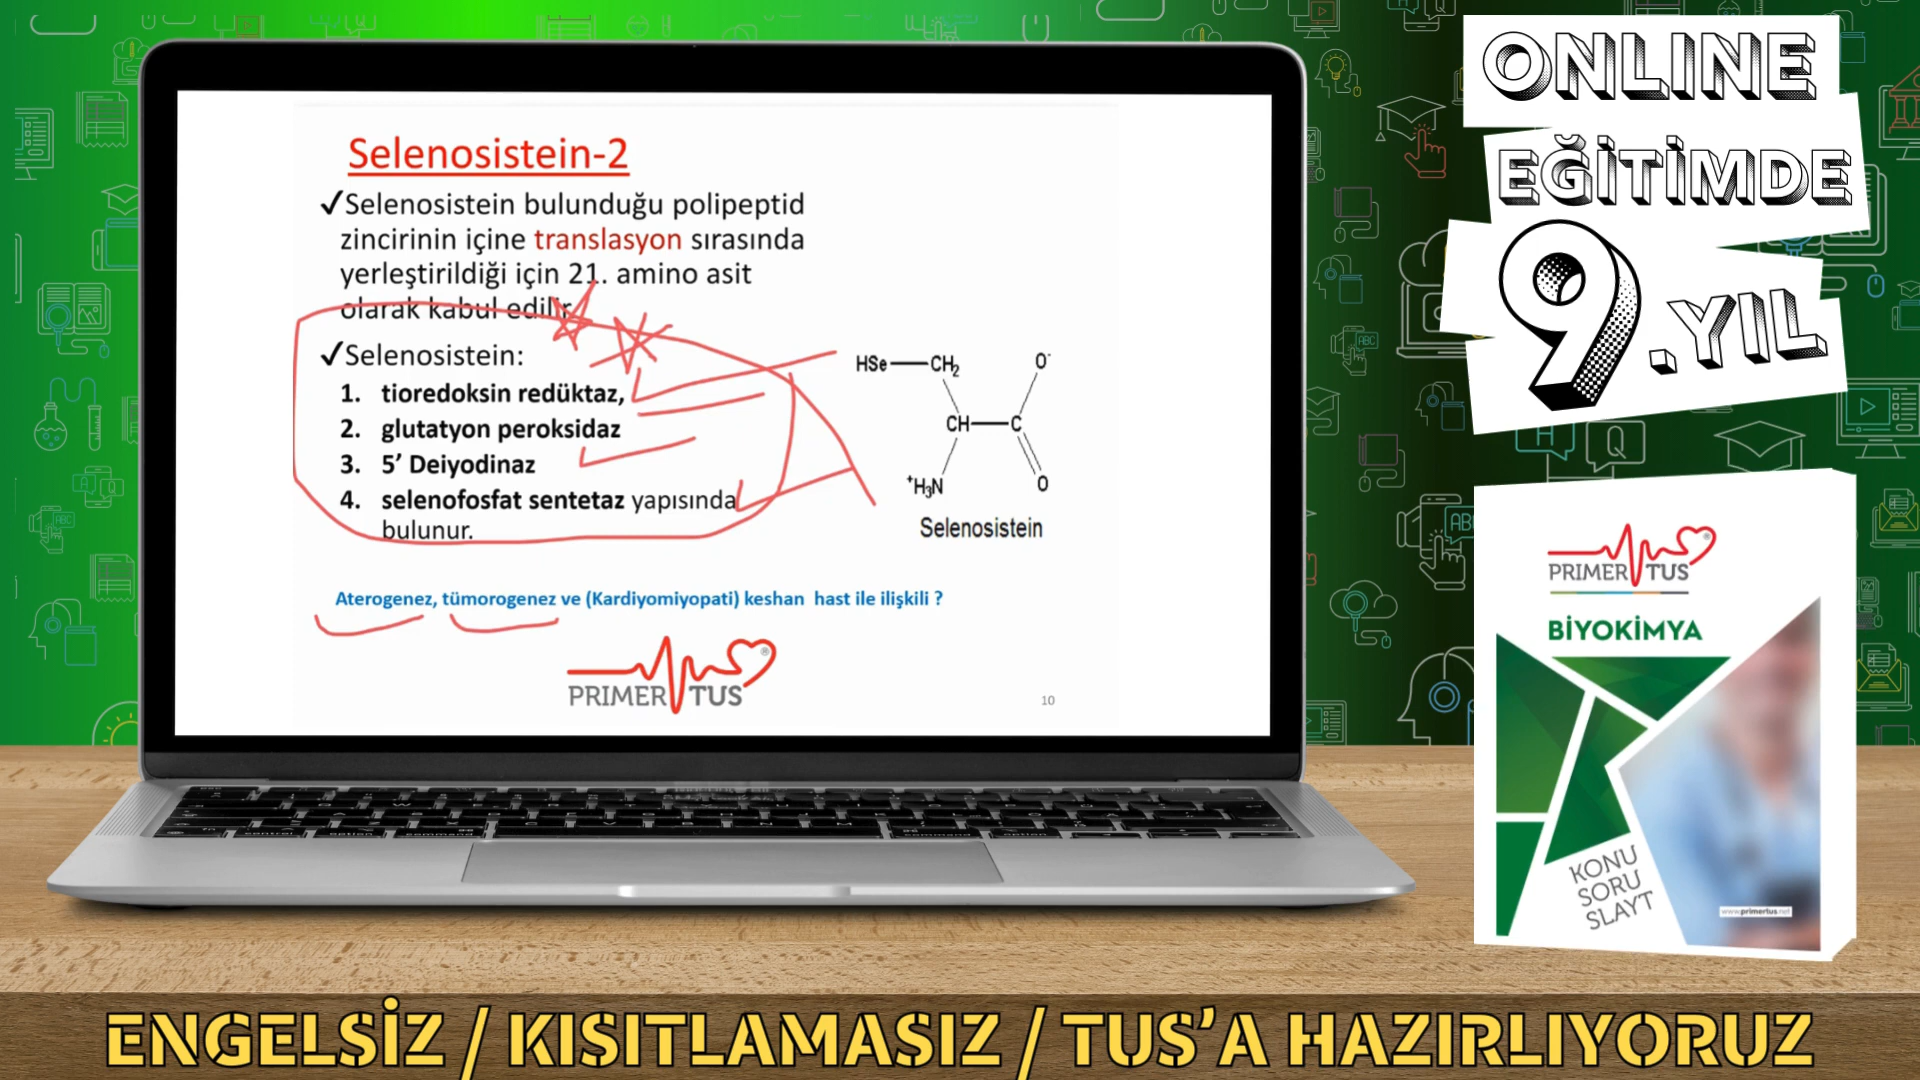 Selenosistein-2
✓Selenosistein bulunduğu polipeptid
zincirinin içine translasyon sırasında
yerleştirildiği için 21. amino asit
olarak kabul edilir.
✓Selenosistein:
1. tioredoksin redüktaz,
2. glutatyon peroksidaz
3. 5’ Deiyodinaz
4. selenofosfat sentetaz yapısında
bulunur.
HSe CH2 O-
CH C
+H3N O
Selenosistein
Aterogenez, tümorogenez ve (Kardiyomiyopati) keshan hast ile ilişkili ?
PRIMER TUS
10
ONLINE
EĞİTİMDE
9.YIL
PRIMER TUS
BİYOKİMYA
KONU
SORU
SLAYT
www.primertus.net
ENGELSİZ / KISITLAMASIZ / TUS’A HAZIRLIYORUZ